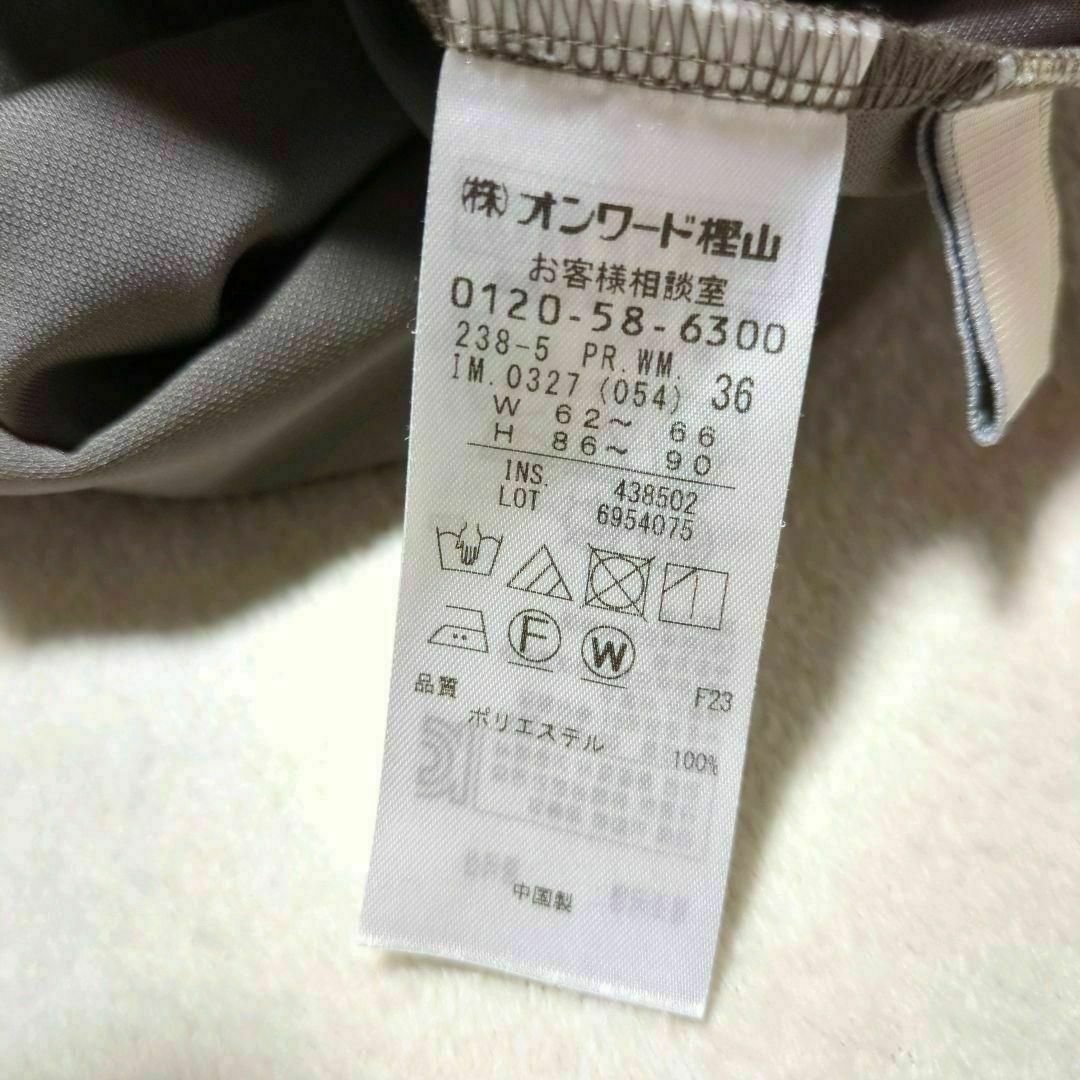 (株)オンワード樫山
お客様相談室
0120-58-6300
238-5 PR.WM.
IM.0327(054) 36
W 62〜 66
H 86〜 90
INS. 438502
LOT 6954075
F W
F23
品質
ポリエステル 100%
中国製